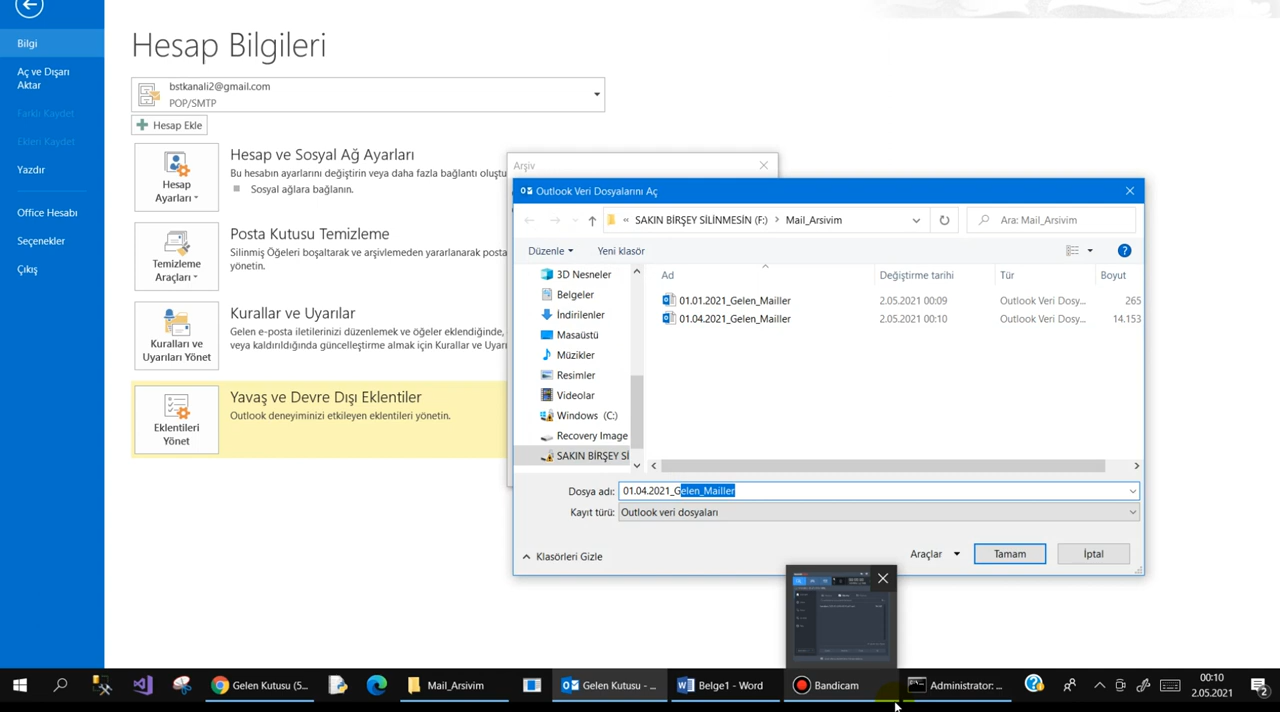 Hesap Bilgileri
Bilgi
Aç ve Dışarı
Aktar
Farklı Kaydet
Ekleri Kaydet
Yazdır
Office Hesabı
Seçenekler
Çıkış
bstkanali2@gmail.com
POP/SMTP
Hesap Ekle
Hesap
Ayarları
Hesap ve Sosyal Ağ Ayarları
Bu hesabın ayarlarını değiştirin veya daha fazla bağlantı oluştu
Sosyal ağlara bağlanın.
Temizleme
Araçları
Posta Kutusu Temizleme
Silinmiş Öğeleri boşaltarak ve arşivlemeden yararlanarak posta
yönetin.
Kuralları ve
Uyarıları Yönet
Kurallar ve Uyarılar
Gelen e-posta iletilerinizi düzenlemek ve öğeler eklendiğinde,
veya kaldırıldığında güncelleştirme almak için Kurallar ve Uyar
Eklentileri
Yönet
Yavaş ve Devre Dışı Eklentiler
Outlook deneyiminizi etkileyen eklentileri yönetin.
Arşiv
Outlook Veri Dosyalarını Aç
« SAKIN BİRŞEY SİLİNMESİN (F:) > Mail_Arsivim
Ara: Mail_Arsivim
Düzenle
Yeni klasör
3D Nesneler
Belgeler
İndirilenler
Masaüstü
Müzikler
Resimler
Videolar
Windows (C:)
Recovery Image
SAKIN BİRŞEY Sİ
Ad Değiştirme tarihi Tür Boyut
01.01.2021_Gelen_Mailler 2.05.2021 00:09 Outlook Veri Dosy... 265
01.04.2021_Gelen_Mailler 2.05.2021 00:10 Outlook Veri Dosy... 14.153
Dosya adı: 01.04.2021_Gelen_Mailler
Kayıt türü: Outlook veri dosyaları
Klasörleri Gizle
Araçlar
Tamam
İptal
Gelen Kutusu (5...
Mail_Arsivim
Gelen Kutusu - ...
Belge1 - Word
Bandicam
Administrator: ...
00:10
2.05.2021
2